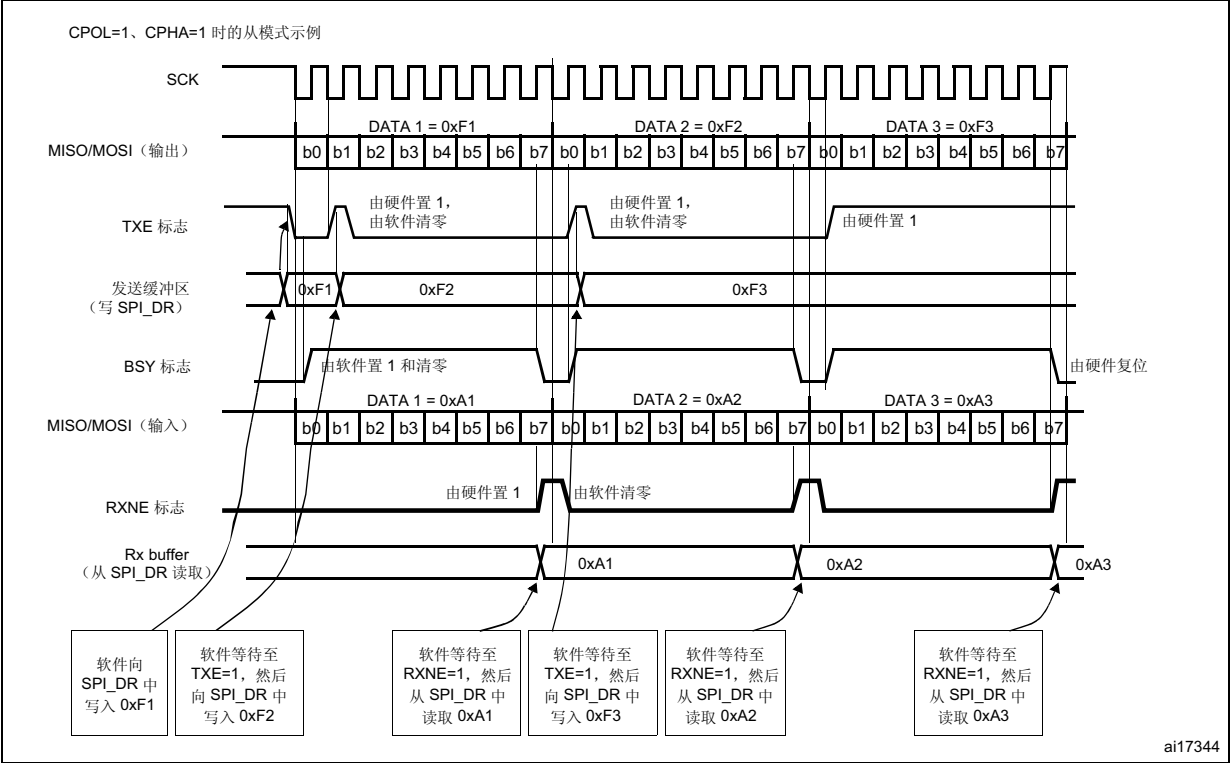 CPOL=1、CPHA=1 时的从模式示例
SCK
DATA 1 = 0xF1
DATA 2 = 0xF2
DATA 3 = 0xF3
MISO/MOSI（输出）
b0 b1 b2 b3 b4 b5 b6 b7 b0 b1 b2 b3 b4 b5 b6 b7 b0 b1 b2 b3 b4 b5 b6 b7
TXE 标志
由硬件置 1，
由软件清零
由硬件置 1，
由软件清零
由硬件置 1
发送缓冲区
（写 SPI_DR）
0xF1
0xF2
0xF3
BSY 标志
由软件置 1 和清零
由硬件复位
DATA 1 = 0xA1
DATA 2 = 0xA2
DATA 3 = 0xA3
MISO/MOSI（输入）
b0 b1 b2 b3 b4 b5 b6 b7 b0 b1 b2 b3 b4 b5 b6 b7 b0 b1 b2 b3 b4 b5 b6 b7
RXNE 标志
由硬件置 1
由软件清零
Rx buffer
（从 SPI_DR 读取）
0xA1
0xA2
0xA3
软件向
SPI_DR 中
写入 0xF1
软件等待至
TXE=1，然后
向 SPI_DR 中
写入 0xF2
软件等待至
RXNE=1，然后
从 SPI_DR 中
读取 0xA1
软件等待至
TXE=1，然后
向 SPI_DR 中
写入 0xF3
软件等待至
RXNE=1，然后
从 SPI_DR 中
读取 0xA2
软件等待至
RXNE=1，然后
从 SPI_DR 中
读取 0xA3
ai17344